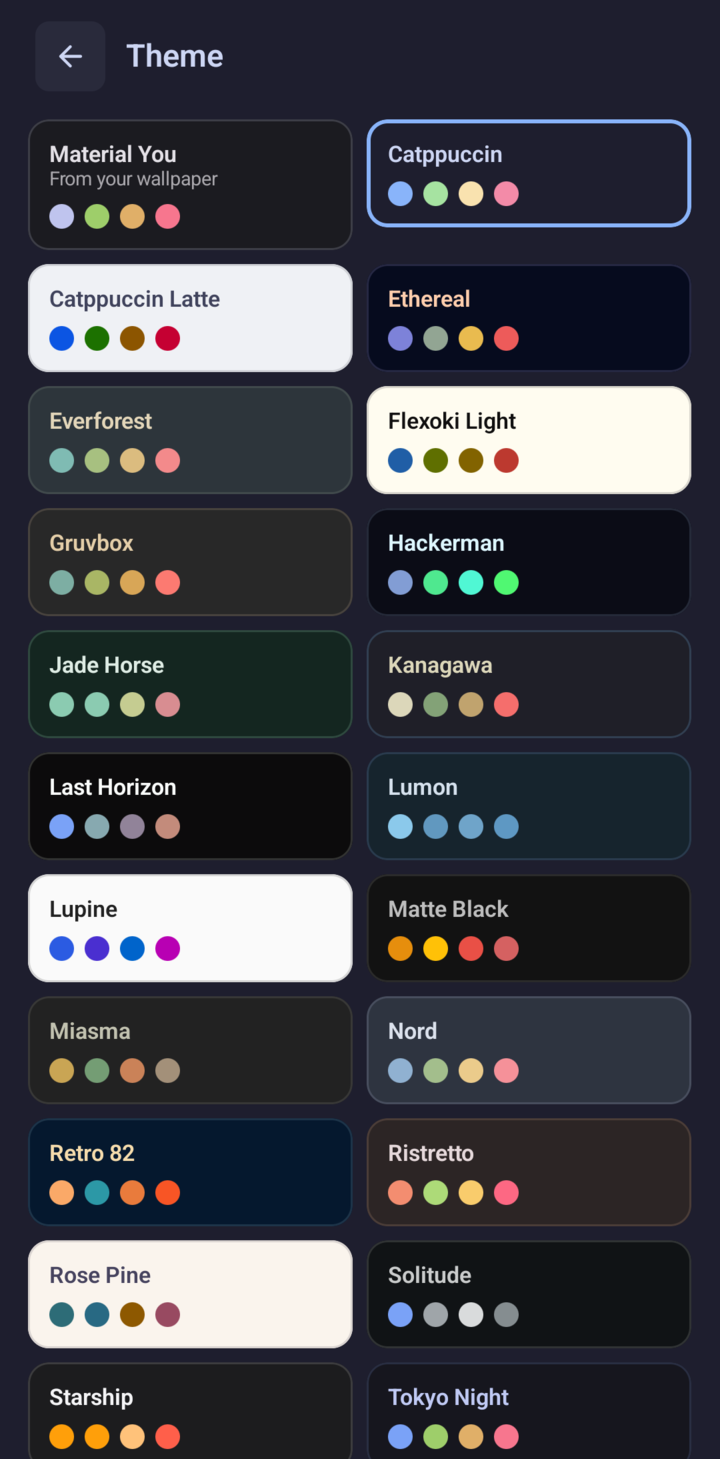 Theme
Material You
From your wallpaper
Catppuccin
Catppuccin Latte
Ethereal
Everforest
Flexoki Light
Gruvbox
Hackerman
Jade Horse
Kanagawa
Last Horizon
Lumon
Lupine
Matte Black
Miasma
Nord
Retro 82
Ristretto
Rose Pine
Solitude
Starship
Tokyo Night